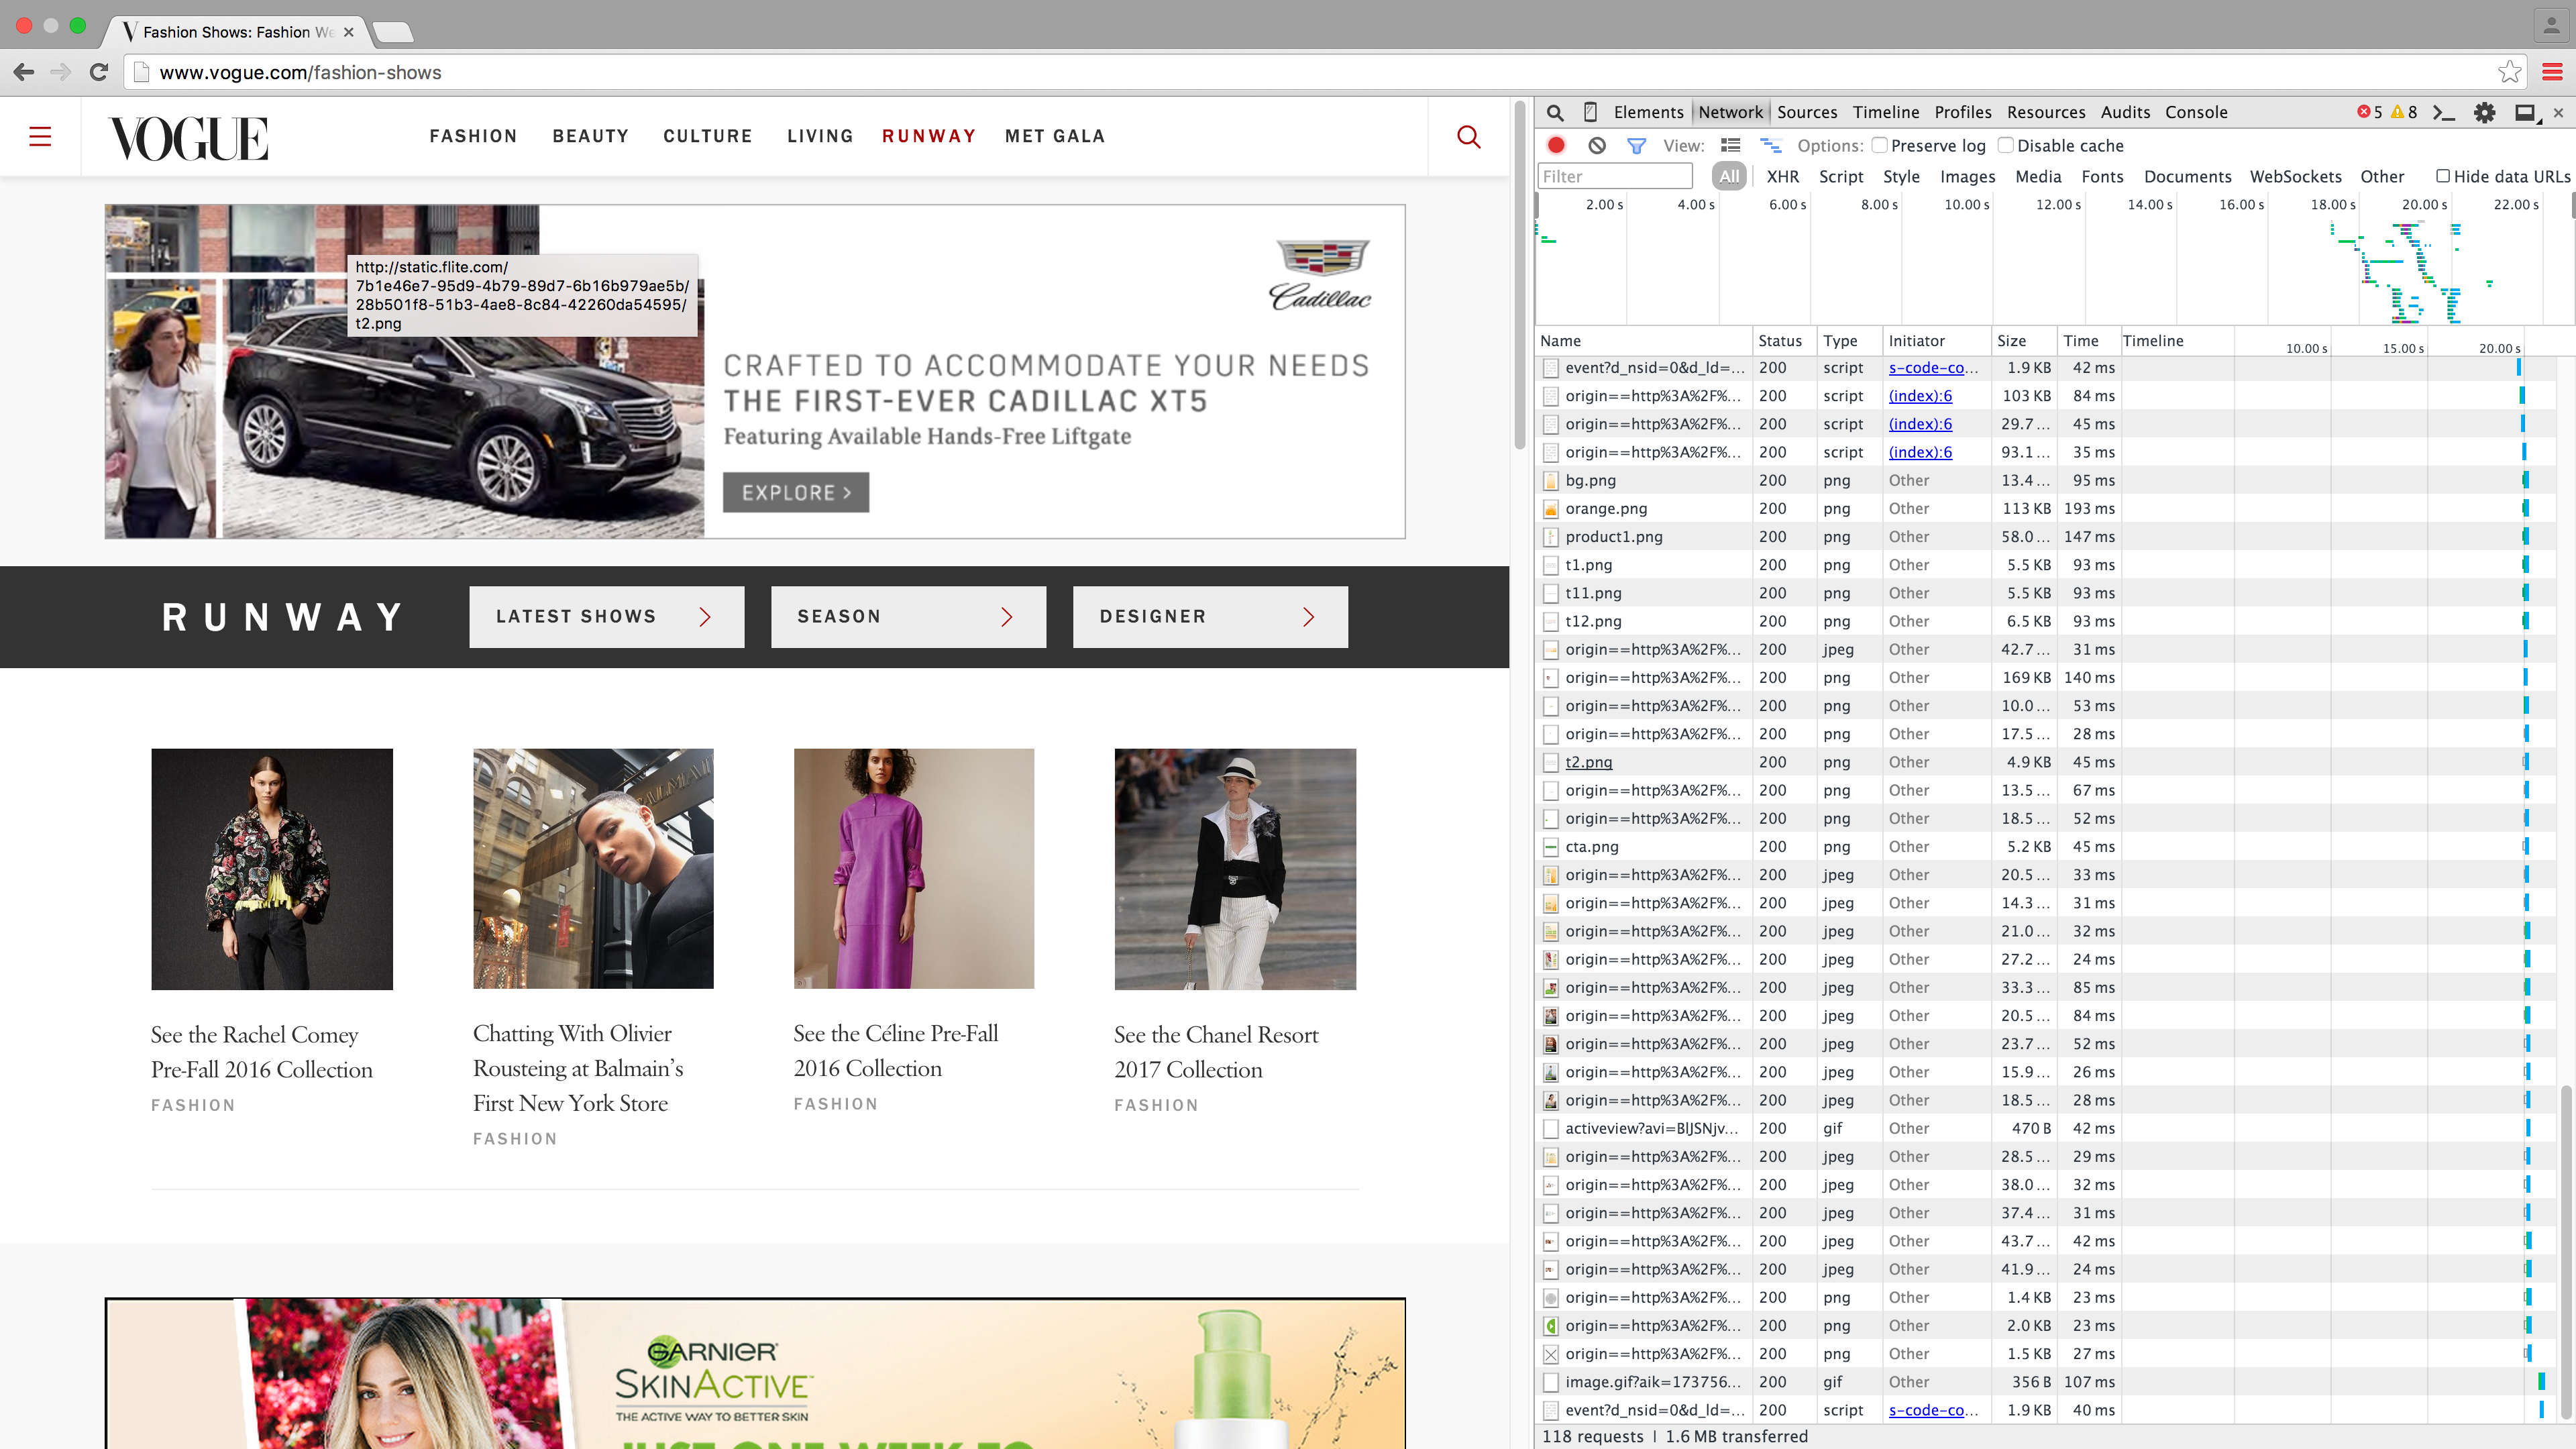 Fashion Shows: Fashion We
www.vogue.com/fashion-shows
VOGUE
FASHION BEAUTY CULTURE LIVING RUNWAY MET GALA
http://static.flite.com/
7b1e46e7-95d9-4b79-89d7-6b16b979ae5b/
28b501f8-51b3-4ae8-8c84-42260da54595/
t2.png
Cadillac
CRAFTED TO ACCOMMODATE YOUR NEEDS
THE FIRST-EVER CADILLAC XT5
Featuring Available Hands-Free Liftgate
EXPLORE >
RUNWAY LATEST SHOWS SEASON DESIGNER
BALMAIN
See the Rachel Comey
Pre-Fall 2016 Collection
FASHION
Chatting With Olivier
Rousteing at Balmain’s
First New York Store
FASHION
See the Céline Pre-Fall
2016 Collection
FASHION
See the Chanel Resort
2017 Collection
FASHION
GARNIER
SKINACTIVE™
THE ACTIVE WAY TO BETTER SKIN
JUST ONE WEEK TO
Elements Network Sources Timeline Profiles Resources Audits Console 5 8
View: Options: Preserve log Disable cache
Filter All XHR Script Style Images Media Fonts Documents WebSockets Other Hide data URLs
2.00 s 4.00 s 6.00 s 8.00 s 10.00 s 12.00 s 14.00 s 16.00 s 18.00 s 20.00 s 22.00 s
Name Status Type Initiator Size Time Timeline 10.00 s 15.00 s 20.00 s
event?d_nsid=0&d_ld=... 200 script s-code-co... 1.9 KB 42 ms
origin==http%3A%2F%... 200 script (index):6 103 KB 84 ms
origin==http%3A%2F%... 200 script (index):6 29.7... 45 ms
origin==http%3A%2F%... 200 script (index):6 93.1... 35 ms
bg.png 200 png Other 13.4... 95 ms
orange.png 200 png Other 113 KB 193 ms
product1.png 200 png Other 58.0... 147 ms
t1.png 200 png Other 5.5 KB 93 ms
t11.png 200 png Other 5.5 KB 93 ms
t12.png 200 png Other 6.5 KB 93 ms
origin==http%3A%2F%... 200 jpeg Other 42.7... 31 ms
origin==http%3A%2F%... 200 png Other 169 KB 140 ms
origin==http%3A%2F%... 200 png Other 10.0... 53 ms
origin==http%3A%2F%... 200 png Other 17.5... 28 ms
t2.png 200 png Other 4.9 KB 45 ms
origin==http%3A%2F%... 200 png Other 13.5... 67 ms
origin==http%3A%2F%... 200 png Other 18.5... 52 ms
cta.png 200 png Other 5.2 KB 45 ms
origin==http%3A%2F%... 200 jpeg Other 20.5... 33 ms
origin==http%3A%2F%... 200 jpeg Other 14.3... 31 ms
origin==http%3A%2F%... 200 jpeg Other 21.0... 32 ms
origin==http%3A%2F%... 200 jpeg Other 27.2... 24 ms
origin==http%3A%2F%... 200 jpeg Other 33.3... 85 ms
origin==http%3A%2F%... 200 jpeg Other 20.5... 84 ms
origin==http%3A%2F%... 200 jpeg Other 23.7... 52 ms
origin==http%3A%2F%... 200 jpeg Other 15.9... 26 ms
origin==http%3A%2F%... 200 jpeg Other 18.5... 28 ms
activeview?avi=BlJSNjv... 200 gif Other 470 B 42 ms
origin==http%3A%2F%... 200 jpeg Other 28.5... 29 ms
origin==http%3A%2F%... 200 jpeg Other 38.0... 32 ms
origin==http%3A%2F%... 200 jpeg Other 37.4... 31 ms
origin==http%3A%2F%... 200 jpeg Other 43.7... 42 ms
origin==http%3A%2F%... 200 jpeg Other 41.9... 24 ms
origin==http%3A%2F%... 200 png Other 1.4 KB 23 ms
origin==http%3A%2F%... 200 png Other 2.0 KB 23 ms
origin==http%3A%2F%... 200 png Other 1.5 KB 27 ms
image.gif?aik=173756... 200 gif Other 356 B 107 ms
event?d_nsid=0&d_ld=... 200 script s-code-co... 1.9 KB 40 ms
118 requests | 1.6 MB transferred